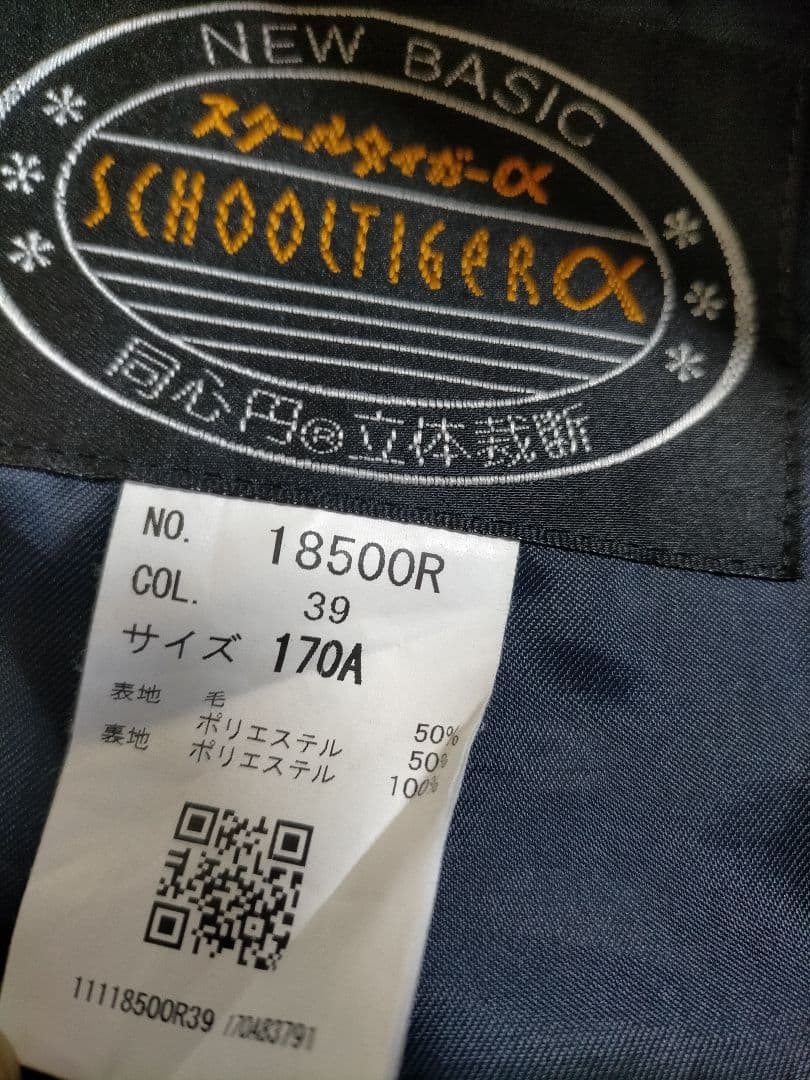 NEW BASIC
スクールタイガーα
SCHOOLTIGERα
同心円®立体裁断
NO. 18500R
COL. 39
サイズ 170A
表地 毛 50%
ポリエステル 50%
裏地 ポリエステル 100%
11118500R39 170A83791